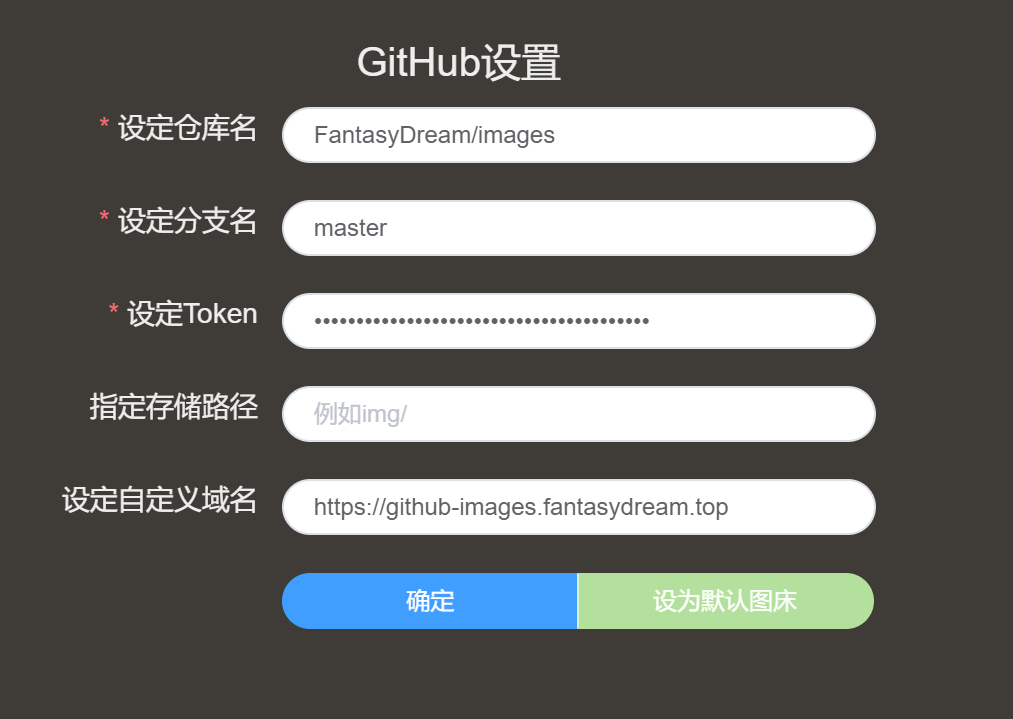 GitHub设置
* 设定仓库名 FantasyDream/images
* 设定分支名 master
* 设定Token ••••••••••••••••••••••••••••••••••••••••
指定存储路径 例如img/
设定自定义域名 https://github-images.fantasydream.top
确定 设为默认图床